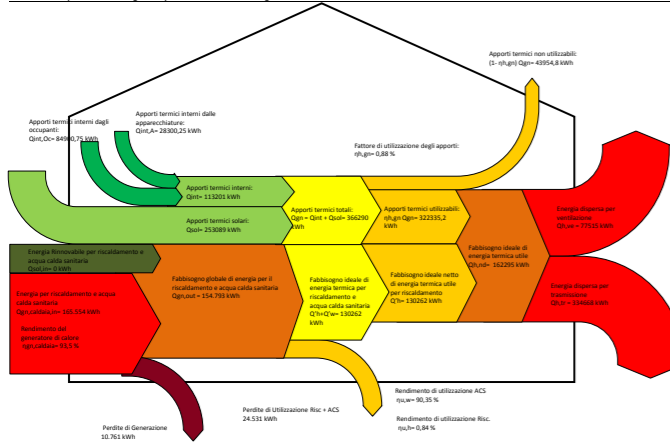 Apporti termici non utilizzabili:
(1- ηh,gn) Qgn= 43954,8 kWh
Apporti termici interni dagli
occupanti:
Qint,Oc= 84900,75 kWh
Apporti termici interni dalle
apparecchiature:
Qint,A= 28300,25 kWh
Fattore di utilizzazione degli apporti:
ηh,gn= 0,88 %
Apporti termici interni:
Qint= 113201 kWh
Apporti termici solari:
Qsol= 253089 kWh
Apporti termici totali:
Qgn = Qint + Qsol= 366290
kWh
Apporti termici utilizzabili:
ηh,gn Qgn= 322335,2
kWh
Energia dispersa per
ventilazione
kWh
Fabbisogno ideale di
energia termica utile
Qh,nd= 162295 kWh
Energia Rinnovabile per riscaldamento e
acqua calda sanitaria
kWh
Energia per riscaldamento e acqua
calda sanitaria
kWh
Rendimento del
generatore di calore
Fabbisogno globale di energia per il
riscaldamento e acqua calda sanitaria
Qgn,out = 154.793 kWh
Fabbisogno ideale di
energia termica per
riscaldamento e
acqua calda sanitaria
Q'h+Q'w= 130262
kWh
Fabbisogno ideale netto
di energia termica utile
per riscaldamento
Q'h= 130262 kWh
Energia dispersa per
trasmissione
kWh
Perdite di Generazione
10.761 kWh
Perdite di Utilizzazione Risc + ACS
24.531 kWh
Rendimento di utilizzazione ACS
ηu,w= 90,35 %
Rendimento di utilizzazione Risc.
ηu,h= 0,84 %